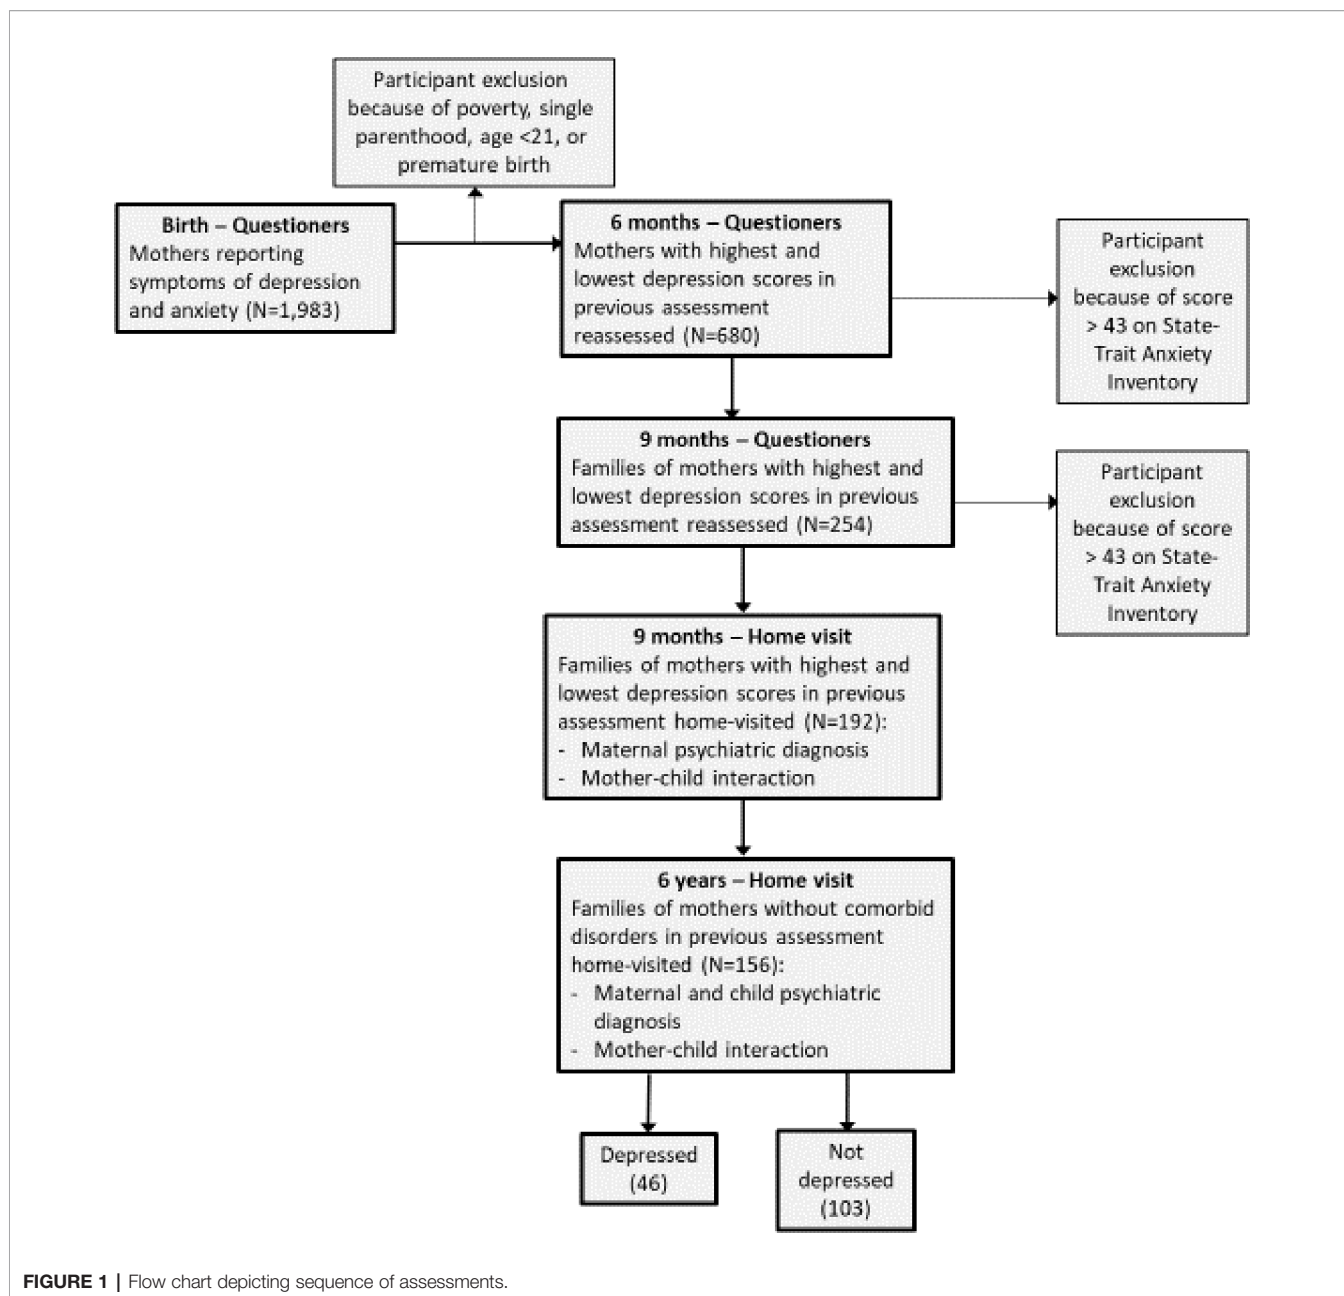 Participant exclusion
because of poverty, single
parenthood, age <21, or
premature birth
Birth – Questioners
Mothers reporting
symptoms of depression
and anxiety (N=1,983)
6 months – Questioners
Mothers with highest and
lowest depression scores in
previous assessment
reassessed (N=680)
Participant
exclusion
because of score
> 43 on State-
Trait Anxiety
Inventory
9 months – Questioners
Families of mothers with highest and
lowest depression scores in previous
assessment reassessed (N=254)
Participant
exclusion
because of score
> 43 on State-
Trait Anxiety
Inventory
9 months – Home visit
Families of mothers with highest and
lowest depression scores in previous
assessment home-visited (N=192):
- Maternal psychiatric diagnosis
- Mother-child interaction
6 years – Home visit
Families of mothers without comorbid
disorders in previous assessment
home-visited (N=156):
- Maternal and child psychiatric
diagnosis
- Mother-child interaction
Depressed
(46)
Not
depressed
(103)
FIGURE 1 | Flow chart depicting sequence of assessments.